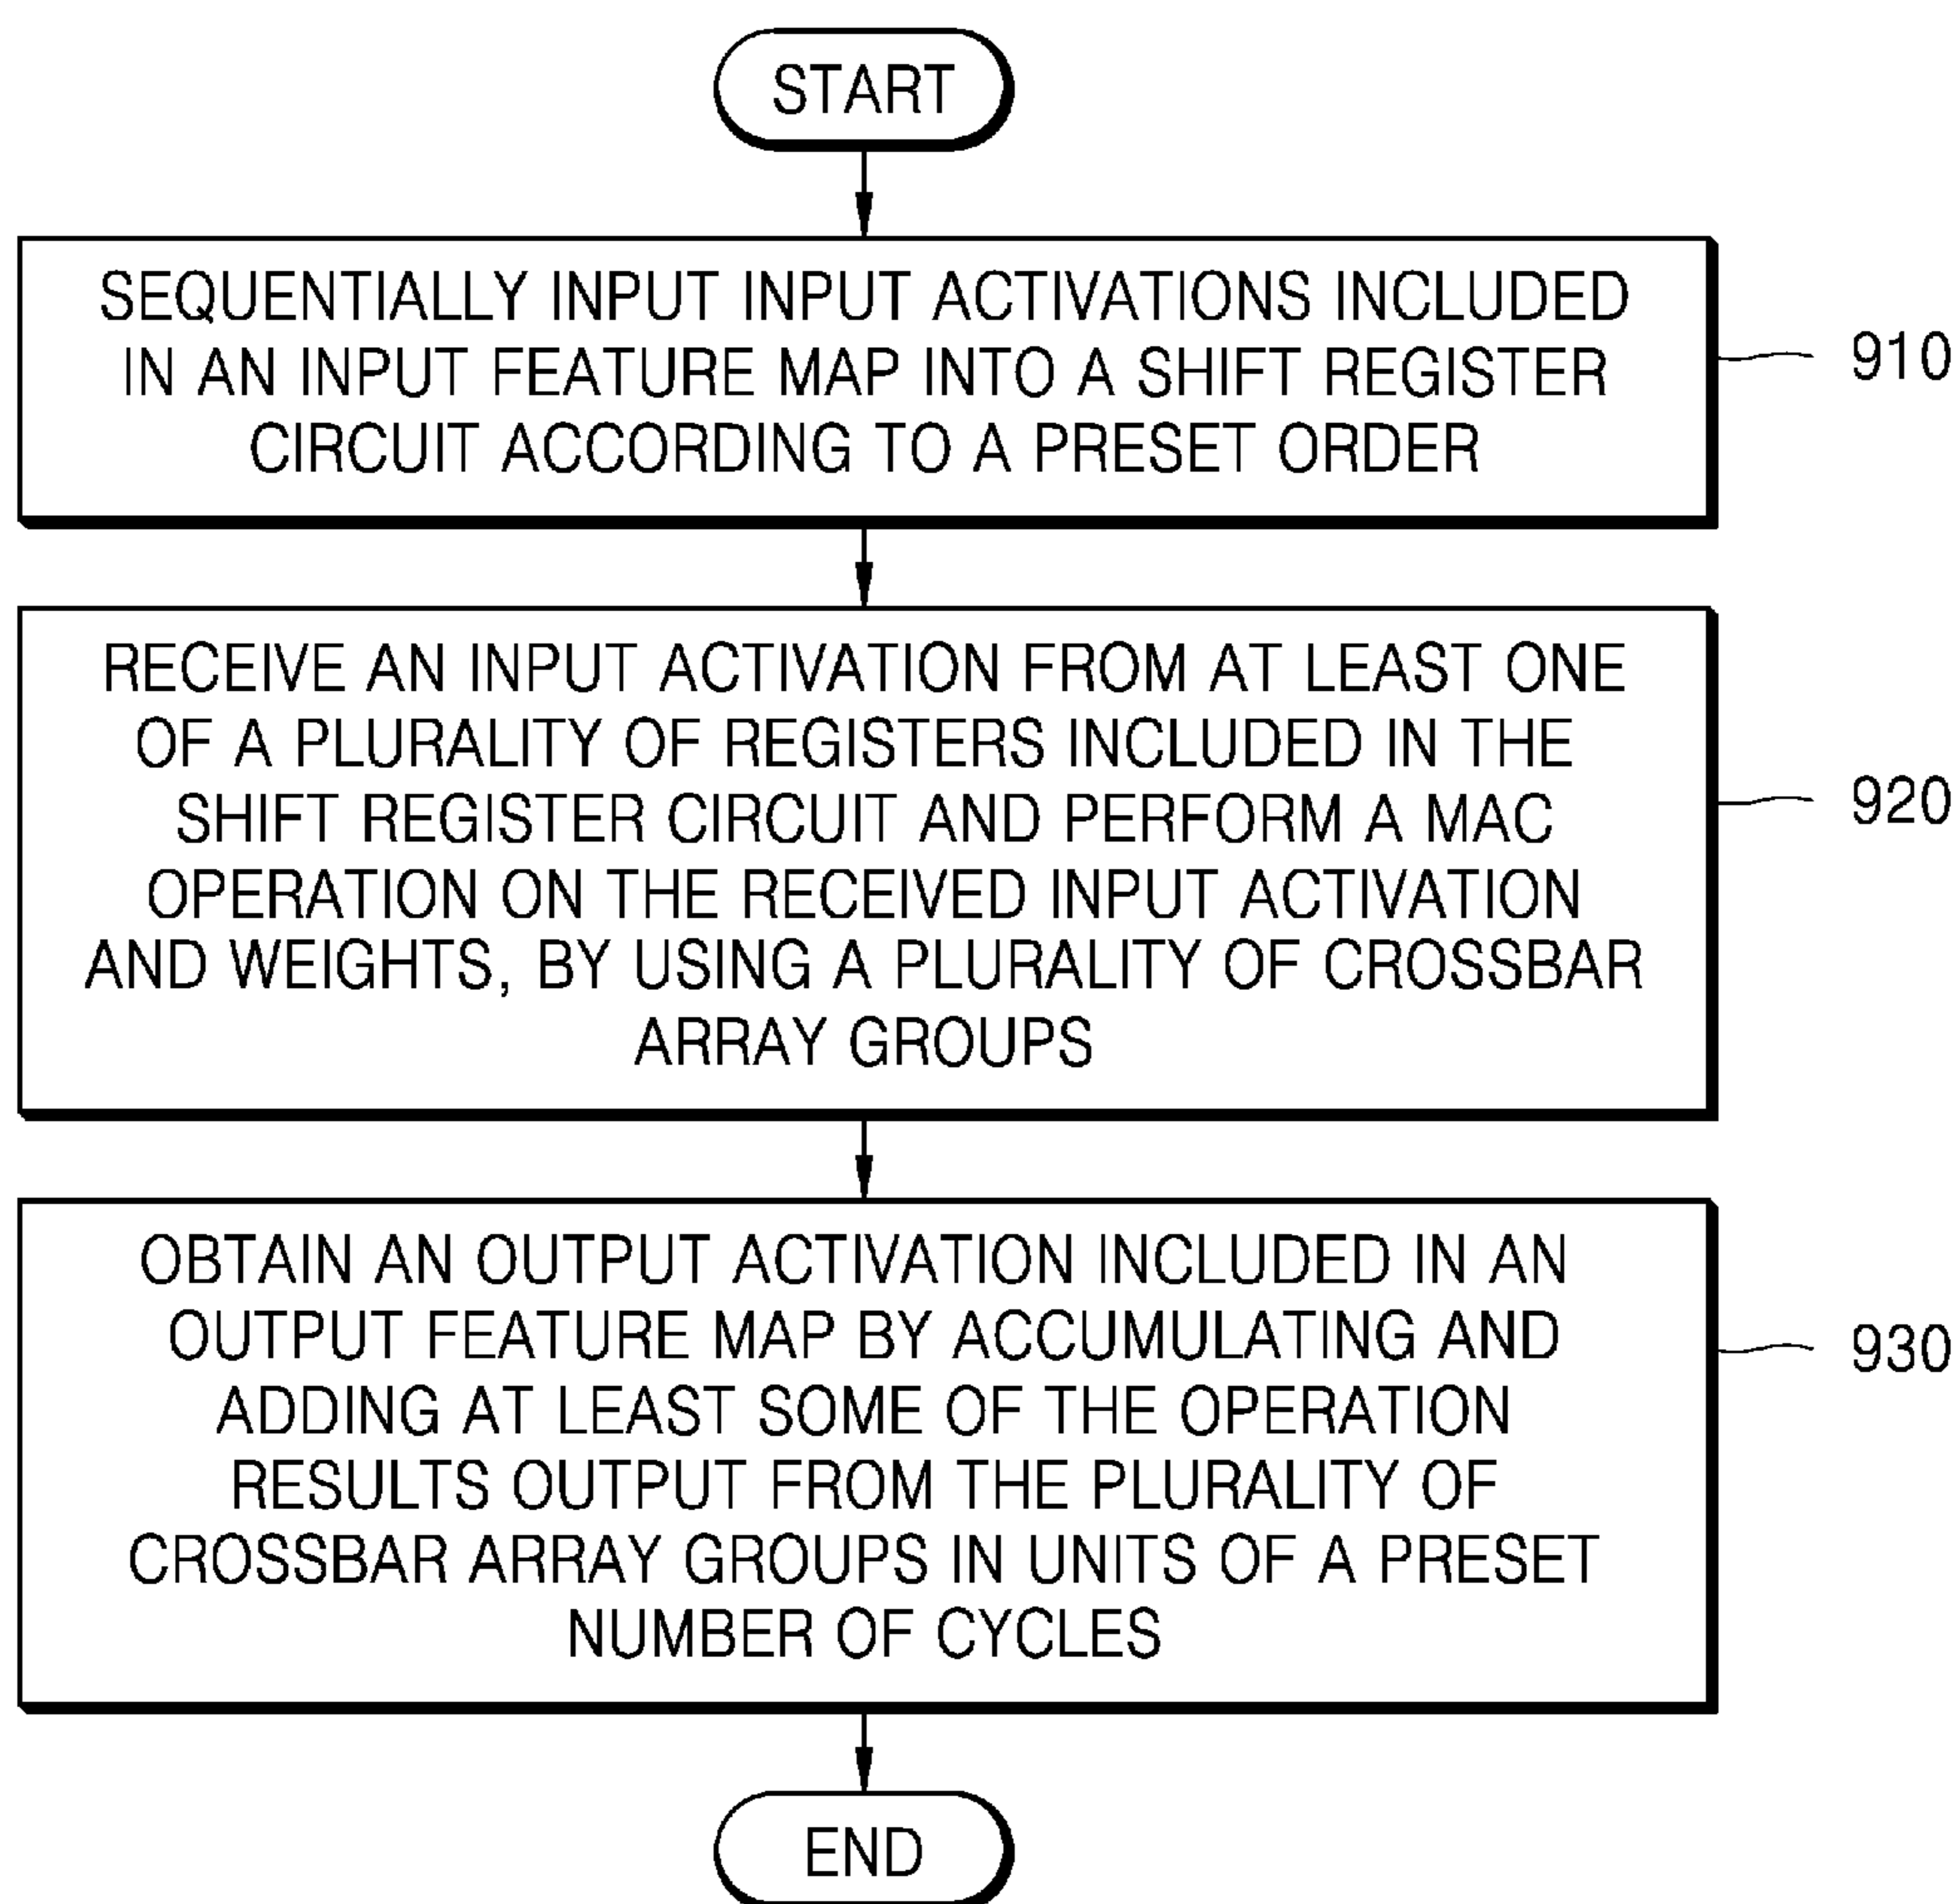 START
SEQUENTIALLY INPUT INPUT ACTIVATIONS INCLUDED
IN AN INPUT FEATURE MAP INTO A SHIFT REGISTER
CIRCUIT ACCORDING TO A PRESET ORDER
910
RECEIVE AN INPUT ACTIVATION FROM AT LEAST ONE
OF A PLURALITY OF REGISTERS INCLUDED IN THE
SHIFT REGISTER CIRCUIT AND PERFORM A MAC
OPERATION ON THE RECEIVED INPUT ACTIVATION
AND WEIGHTS, BY USING A PLURALITY OF CROSSBAR
ARRAY GROUPS
920
OBTAIN AN OUTPUT ACTIVATION INCLUDED IN AN
OUTPUT FEATURE MAP BY ACCUMULATING AND
ADDING AT LEAST SOME OF THE OPERATION
RESULTS OUTPUT FROM THE PLURALITY OF
CROSSBAR ARRAY GROUPS IN UNITS OF A PRESET
NUMBER OF CYCLES
930
END